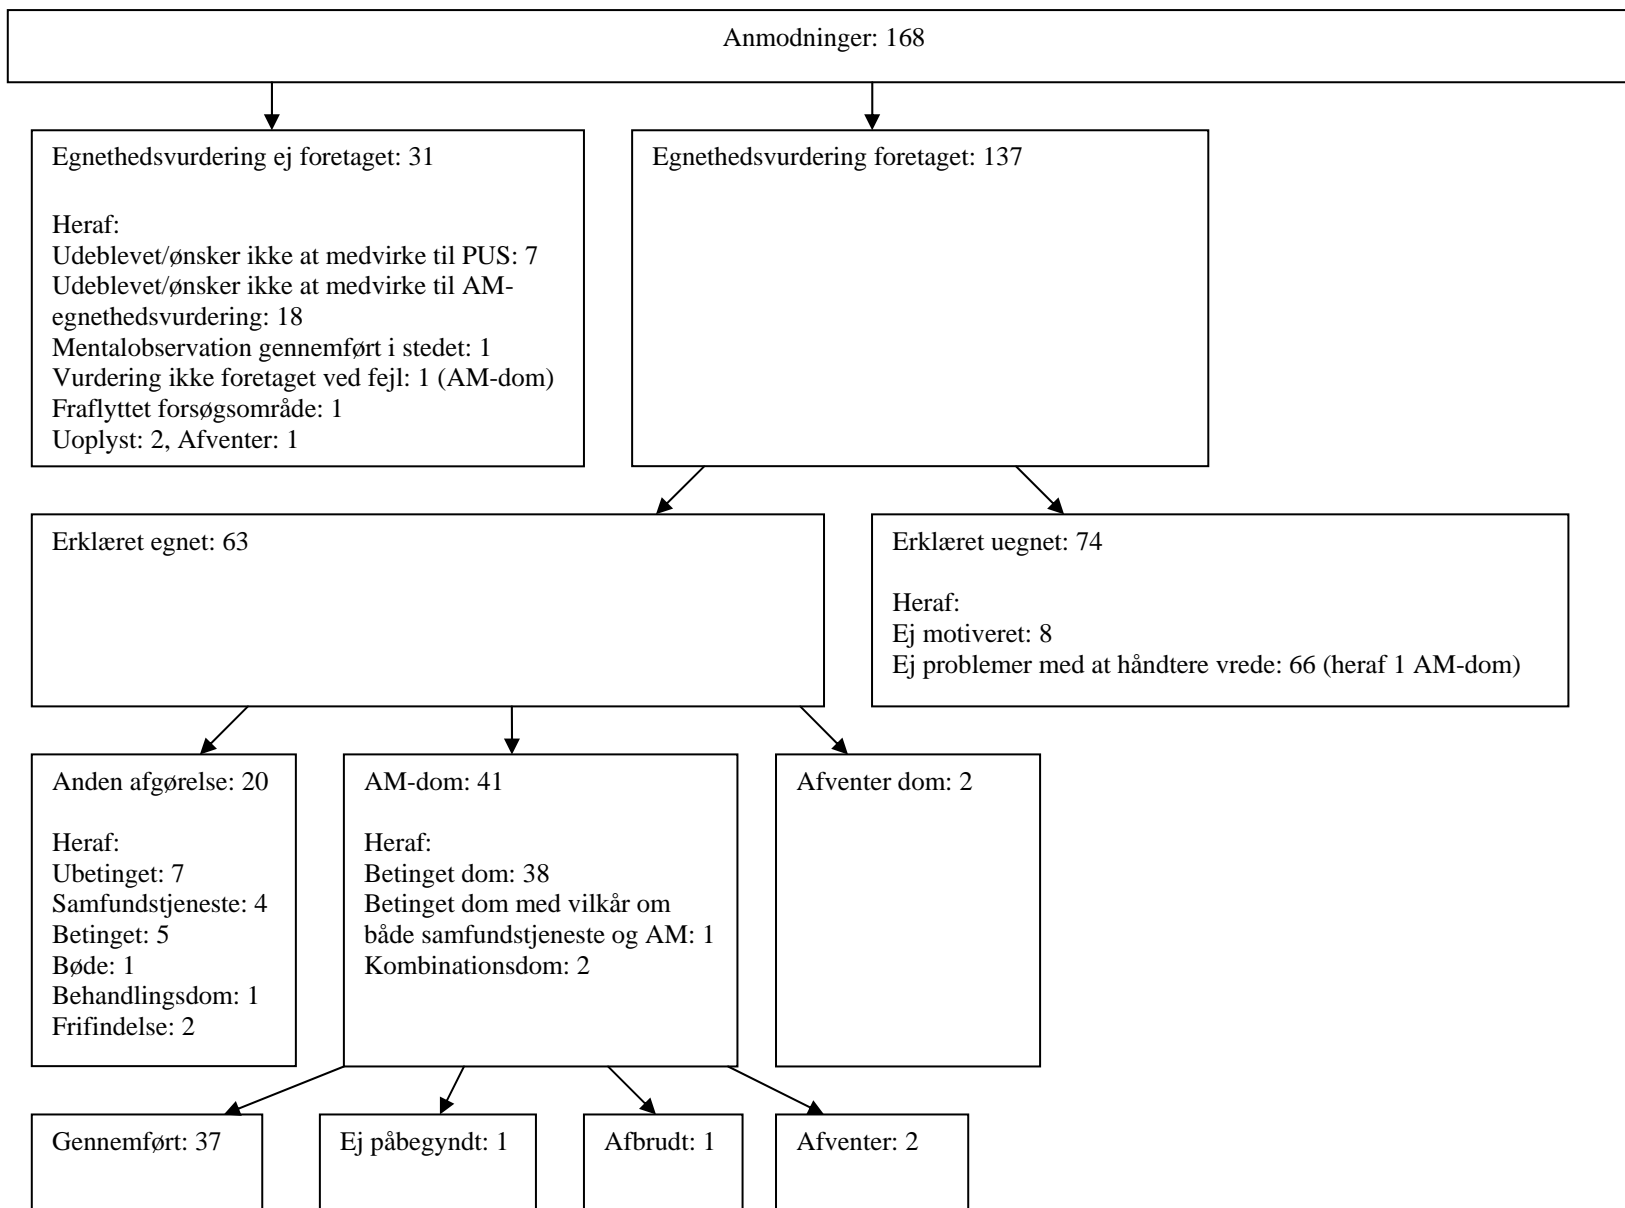 Anmodninger: 168
Egnethedsvurdering ej foretaget: 31
Heraf:
Udeblevet/ønsker ikke at medvirke til PUS: 7
Udeblevet/ønsker ikke at medvirke til AM-
egnethedsvurdering: 18
Mentalobservation gennemført i stedet: 1
Vurdering ikke foretaget ved fejl: 1 (AM-dom)
Fraflyttet forsøgsområde: 1
Uoplyst: 2, Afventer: 1
Egnethedsvurdering foretaget: 137
Erklæret egnet: 63
Erklæret uegnet: 74
Heraf:
Ej motiveret: 8
Ej problemer med at håndtere vrede: 66 (heraf 1 AM-dom)
Anden afgørelse: 20
Heraf:
Ubetinget: 7
Samfundstjeneste: 4
Betinget: 5
Bøde: 1
Behandlingsdom: 1
Frifindelse: 2
AM-dom: 41
Heraf:
Betinget dom: 38
Betinget dom med vilkår om
både samfundstjeneste og AM: 1
Kombinationsdom: 2
Afventer dom: 2
Gennemført: 37
Ej påbegyndt: 1
Afbrudt: 1
Afventer: 2